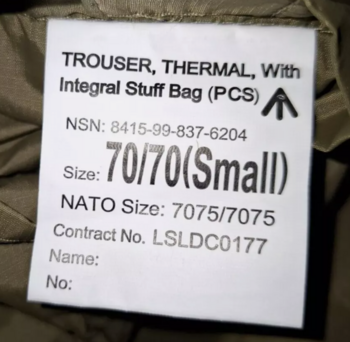 TROUSER, THERMAL, With
Integral Stuff Bag (PCS)
NSN: 8415-99-837-6204
Size: 70/70(Small)
NATO Size: 7075/7075
Contract No. LSLDC0177
Name:
No: